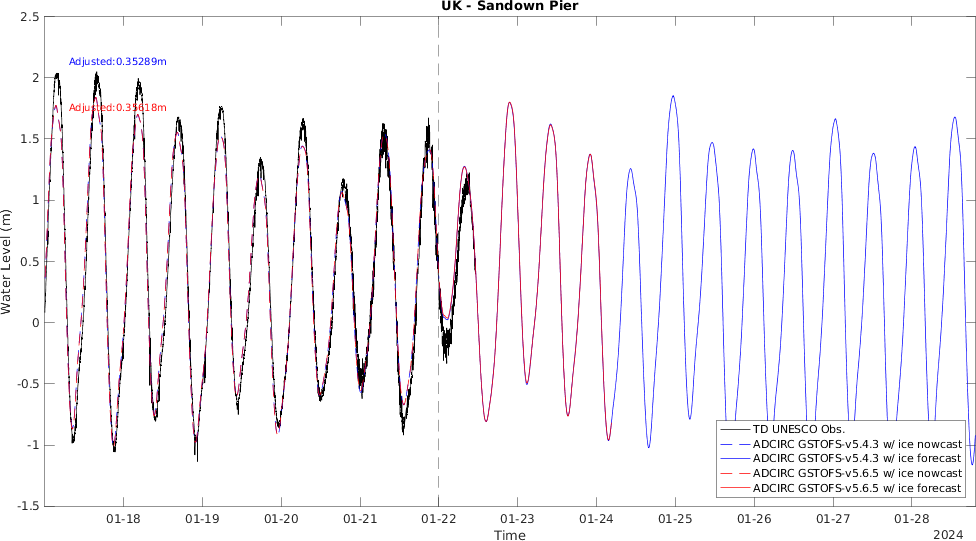 UK - Sandown Pier
2.5
2
1.5
1
0.5
0
-0.5
-1
-1.5
Water Level (m)
Adjusted:0.35289m
Adjusted:0.35618m
TD UNESCO Obs.
ADCIRC GSTOFS-v5.4.3 w/ ice nowcast
ADCIRC GSTOFS-v5.4.3 w/ ice forecast
ADCIRC GSTOFS-v5.6.5 w/ ice nowcast
ADCIRC GSTOFS-v5.6.5 w/ ice forecast
01-18 01-19 01-20 01-21 01-22 01-23 01-24 01-25 01-26 01-27 01-28
Time
2024